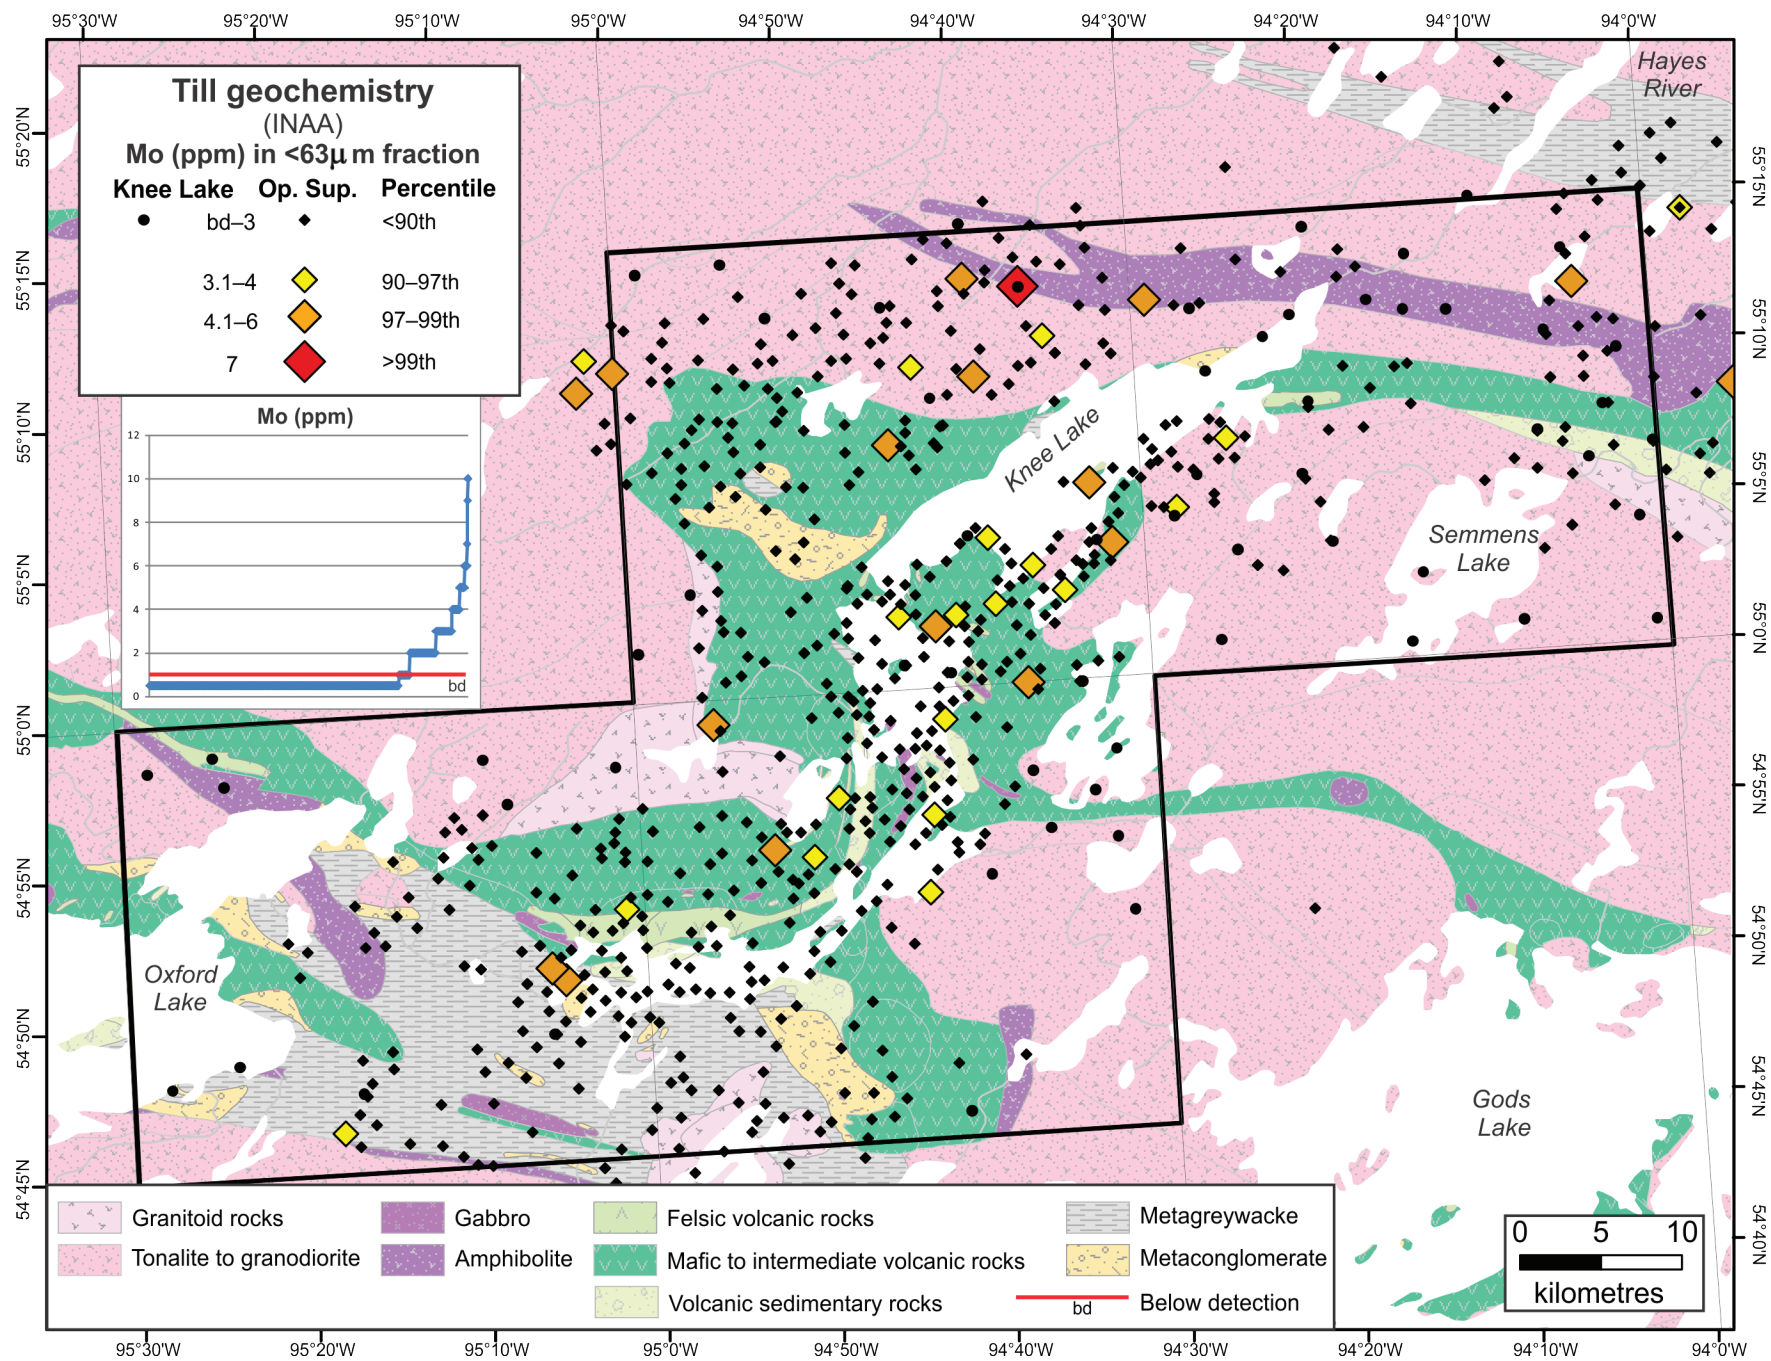 95°30'W 95°20'W 95°10'W 95°0'W 94°50'W 94°40'W 94°30'W 94°20'W 94°10'W 94°0'W
Till geochemistry
(INAA)
Mo (ppm) in <63μm fraction
Knee Lake Op. Sup. Percentile
bd–3 <90th
3.1–4 90–97th
4.1–6 97–99th
7 >99th
Mo (ppm)
12
10
8
6
4
2
0
bd
Hayes
River
Knee Lake
Semmens
Lake
Oxford
Lake
Gods
Lake
55°20'N
55°15'N
55°10'N
55°5'N
55°0'N
54°55'N
54°50'N
54°45'N
55°15'N
55°10'N
55°5'N
55°0'N
54°55'N
54°50'N
54°45'N
54°40'N
Granitoid rocks
Tonalite to granodiorite
Gabbro
Amphibolite
Felsic volcanic rocks
Mafic to intermediate volcanic rocks
Volcanic sedimentary rocks
Metagreywacke
Metaconglomerate
bd Below detection
0 5 10
kilometres
95°30'W 95°20'W 95°10'W 95°0'W 94°50'W 94°40'W 94°30'W 94°20'W 94°10'W 94°0'W